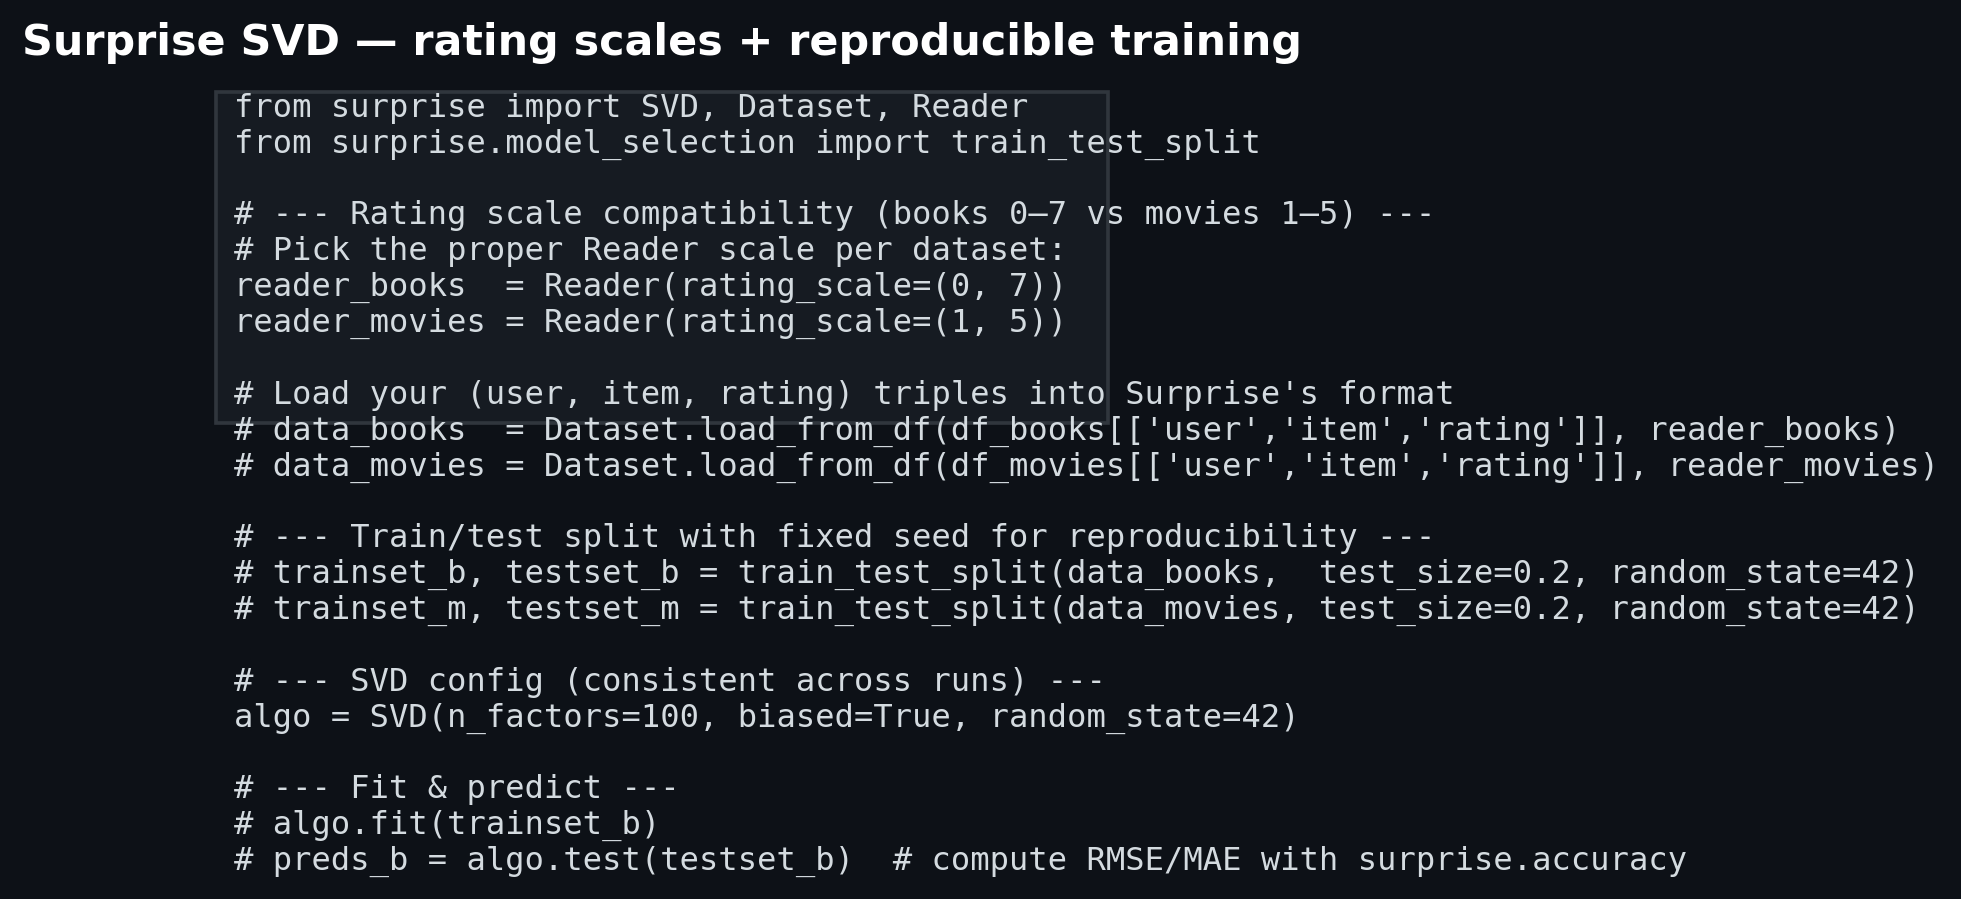 Surprise SVD — rating scales + reproducible training
from surprise import SVD, Dataset, Reader
from surprise.model_selection import train_test_split
# --- Rating scale compatibility (books 0–7 vs movies 1–5) ---
# Pick the proper Reader scale per dataset:
reader_books  = Reader(rating_scale=(0, 7))
reader_movies = Reader(rating_scale=(1, 5))
# Load your (user, item, rating) triples into Surprise's format
# data_books  = Dataset.load_from_df(df_books[['user','item','rating']], reader_books)
# data_movies = Dataset.load_from_df(df_movies[['user','item','rating']], reader_movies)
# --- Train/test split with fixed seed for reproducibility ---
# trainset_b, testset_b = train_test_split(data_books,  test_size=0.2, random_state=42)
# trainset_m, testset_m = train_test_split(data_movies, test_size=0.2, random_state=42)
# --- SVD config (consistent across runs) ---
algo = SVD(n_factors=100, biased=True, random_state=42)
# --- Fit & predict ---
# algo.fit(trainset_b)
# preds_b = algo.test(testset_b)  # compute RMSE/MAE with surprise.accuracy